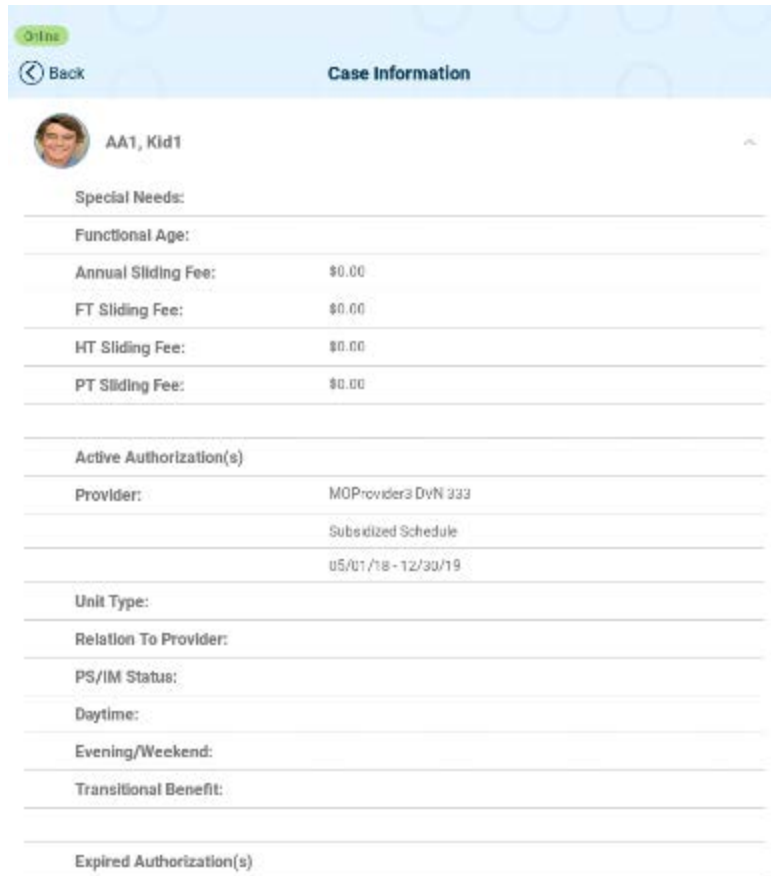 Online
Back
Case Information
AA1, Kid1
Special Needs:
Functional Age:
Annual Sliding Fee: $0.00
FT Sliding Fee: $0.00
HT Sliding Fee: $0.00
PT Sliding Fee: $0.00
Active Authorization(s)
Provider: MOProvider3 DVN 333
Subsidized Schedule
05/01/18 - 12/30/19
Unit Type:
Relation To Provider:
PS/IM Status:
Daytime:
Evening/Weekend:
Transitional Benefit:
Expired Authorization(s)